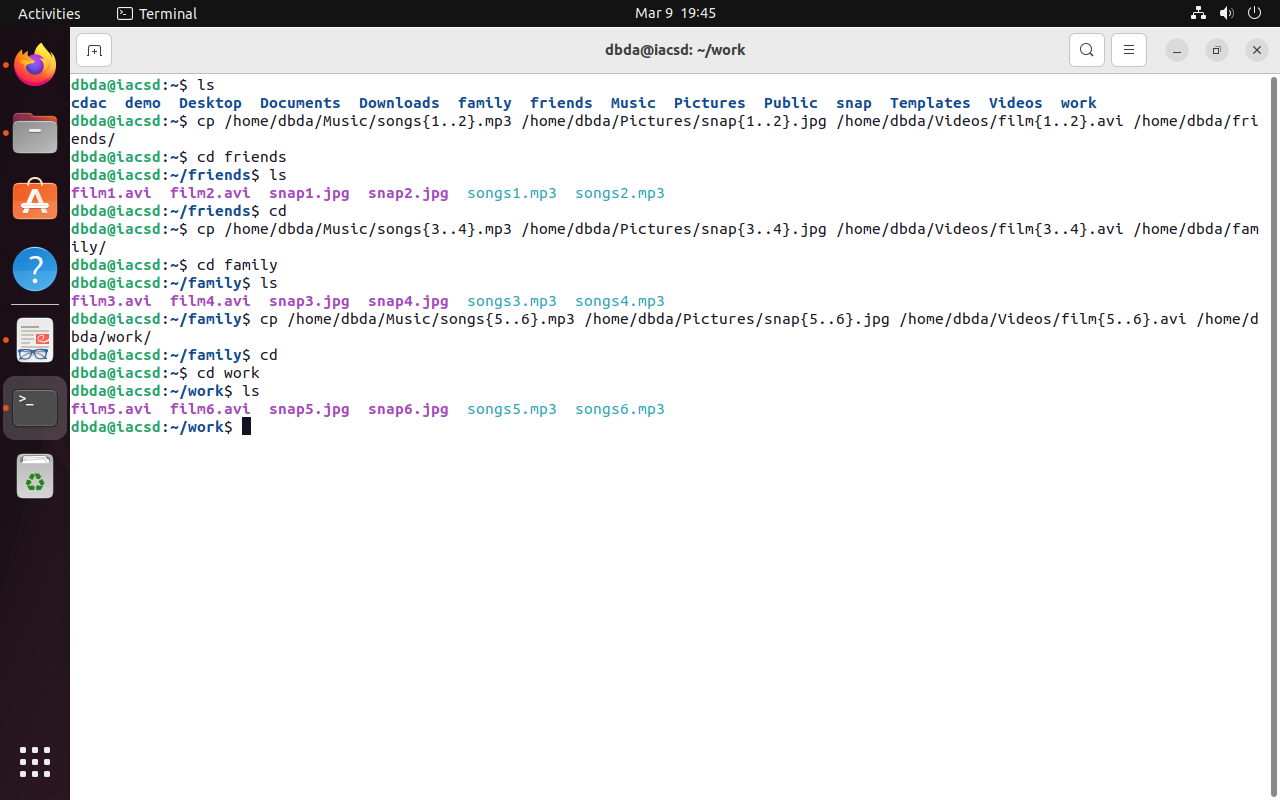 Activities Terminal Mar 9 19:45
dbda@iacsd: ~/work
dbda@iacsd:~$ ls
cdac demo Desktop Documents Downloads family friends Music Pictures Public snap Templates Videos work
dbda@iacsd:~$ cp /home/dbda/Music/songs{1..2}.mp3 /home/dbda/Pictures/snap{1..2}.jpg /home/dbda/Videos/film{1..2}.avi /home/dbda/fri
ends/
dbda@iacsd:~$ cd friends
dbda@iacsd:~/friends$ ls
film1.avi film2.avi snap1.jpg snap2.jpg songs1.mp3 songs2.mp3
dbda@iacsd:~/friends$ cd
dbda@iacsd:~$ cp /home/dbda/Music/songs{3..4}.mp3 /home/dbda/Pictures/snap{3..4}.jpg /home/dbda/Videos/film{3..4}.avi /home/dbda/fam
ily/
dbda@iacsd:~$ cd family
dbda@iacsd:~/family$ ls
film3.avi film4.avi snap3.jpg snap4.jpg songs3.mp3 songs4.mp3
dbda@iacsd:~/family$ cp /home/dbda/Music/songs{5..6}.mp3 /home/dbda/Pictures/snap{5..6}.jpg /home/dbda/Videos/film{5..6}.avi /home/d
bda/work/
dbda@iacsd:~/family$ cd
dbda@iacsd:~$ cd work
dbda@iacsd:~/work$ ls
film5.avi film6.avi snap5.jpg snap6.jpg songs5.mp3 songs6.mp3
dbda@iacsd:~/work$